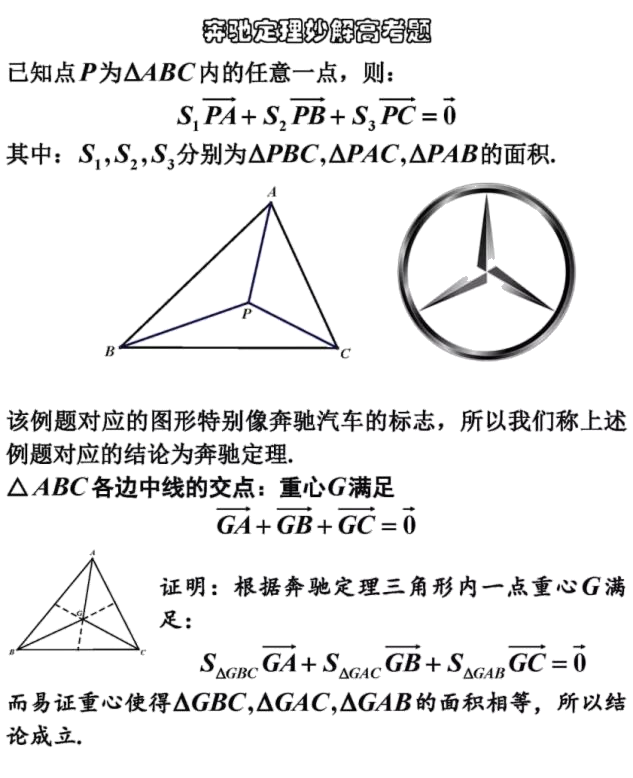 奔驰定理妙解高考题
已知点P为ΔABC内的任意一点，则：
S₁PA⃗ + S₂PB⃗ + S₃PC⃗ = 0⃗
其中：S₁,S₂,S₃分别为ΔPBC,ΔPAC,ΔPAB的面积.
A
P
B
C
该例题对应的图形特别像奔驰汽车的标志，所以我们称上述
例题对应的结论为奔驰定理.
△ABC各边中线的交点：重心G满足
GA⃗ + GB⃗ + GC⃗ = 0⃗
A
G
B
C
证明：根据奔驰定理三角形内一点重心G满
足：
S_ΔGBC GA⃗ + S_ΔGAC GB⃗ + S_ΔGAB GC⃗ = 0⃗
而易证重心使得ΔGBC,ΔGAC,ΔGAB的面积相等，所以结
论成立.